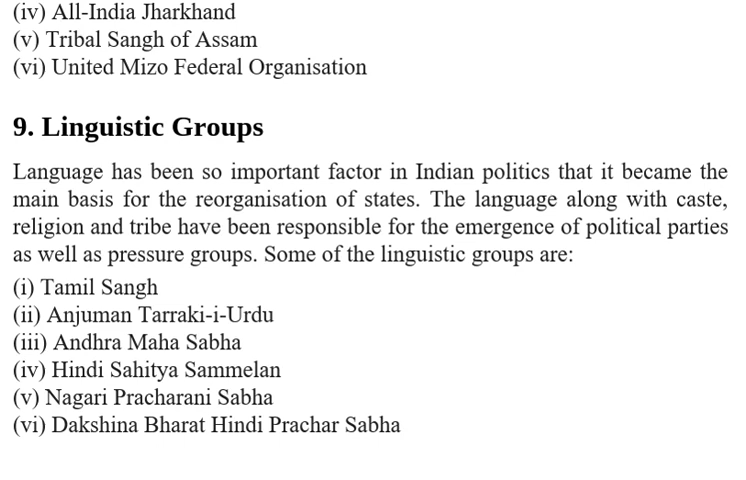 (iv) All-India Jharkhand
(v) Tribal Sangh of Assam
(vi) United Mizo Federal Organisation
9. Linguistic Groups
Language has been so important factor in Indian politics that it became the
main basis for the reorganisation of states. The language along with caste,
religion and tribe have been responsible for the emergence of political parties
as well as pressure groups. Some of the linguistic groups are:
(i) Tamil Sangh
(ii) Anjuman Tarraki-i-Urdu
(iii) Andhra Maha Sabha
(iv) Hindi Sahitya Sammelan
(v) Nagari Pracharani Sabha
(vi) Dakshina Bharat Hindi Prachar Sabha